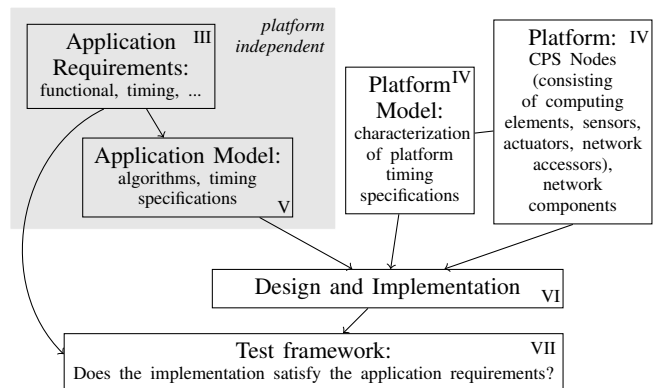 platform
independent
Application III
Requirements:
functional, timing, ...
Application Model:
algorithms, timing
specifications
V
Platform IV
Model:
characterization
of platform
timing
specifications
Platform: IV
CPS Nodes
(consisting
of computing
elements, sensors,
actuators, network
accessors),
network
components
Design and Implementation
VI
Test framework: VII
Does the implementation satisfy the application requirements?